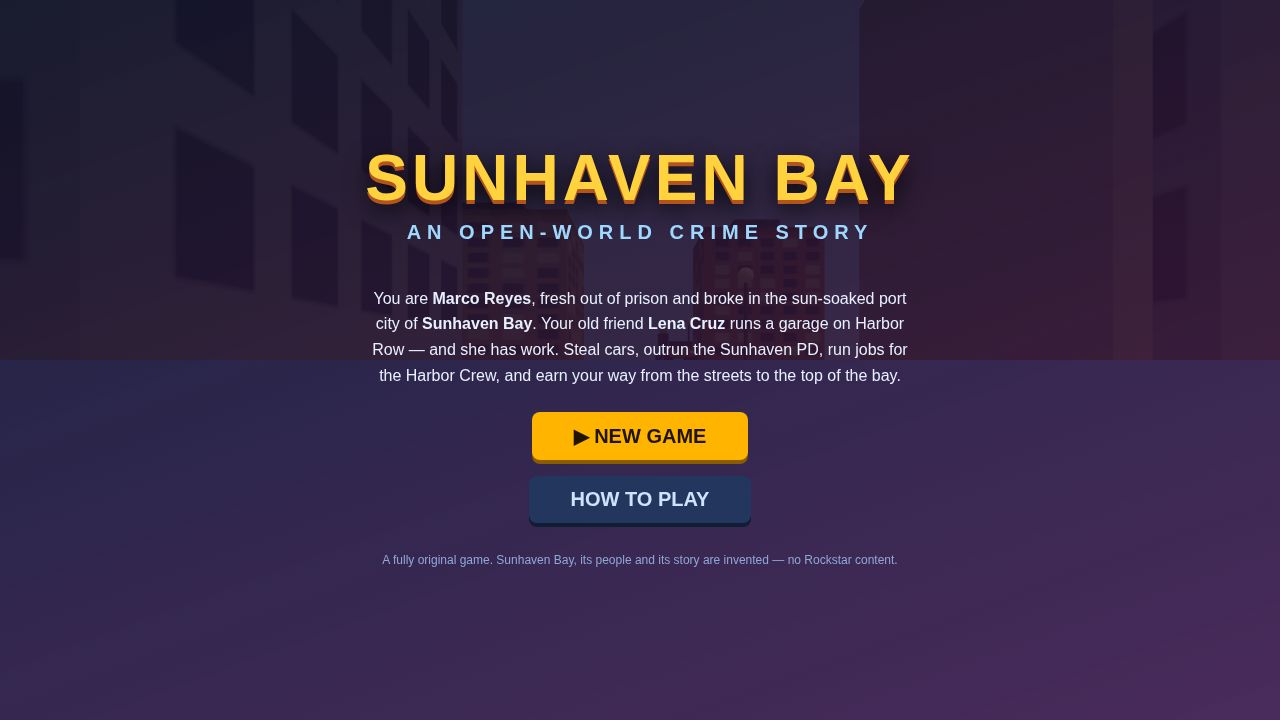 SUNHAVEN BAY
AN OPEN-WORLD CRIME STORY
You are Marco Reyes, fresh out of prison and broke in the sun-soaked port
city of Sunhaven Bay. Your old friend Lena Cruz runs a garage on Harbor
Row — and she has work. Steal cars, outrun the Sunhaven PD, run jobs for
the Harbor Crew, and earn your way from the streets to the top of the bay.
▶ NEW GAME
HOW TO PLAY
A fully original game. Sunhaven Bay, its people and its story are invented — no Rockstar content.